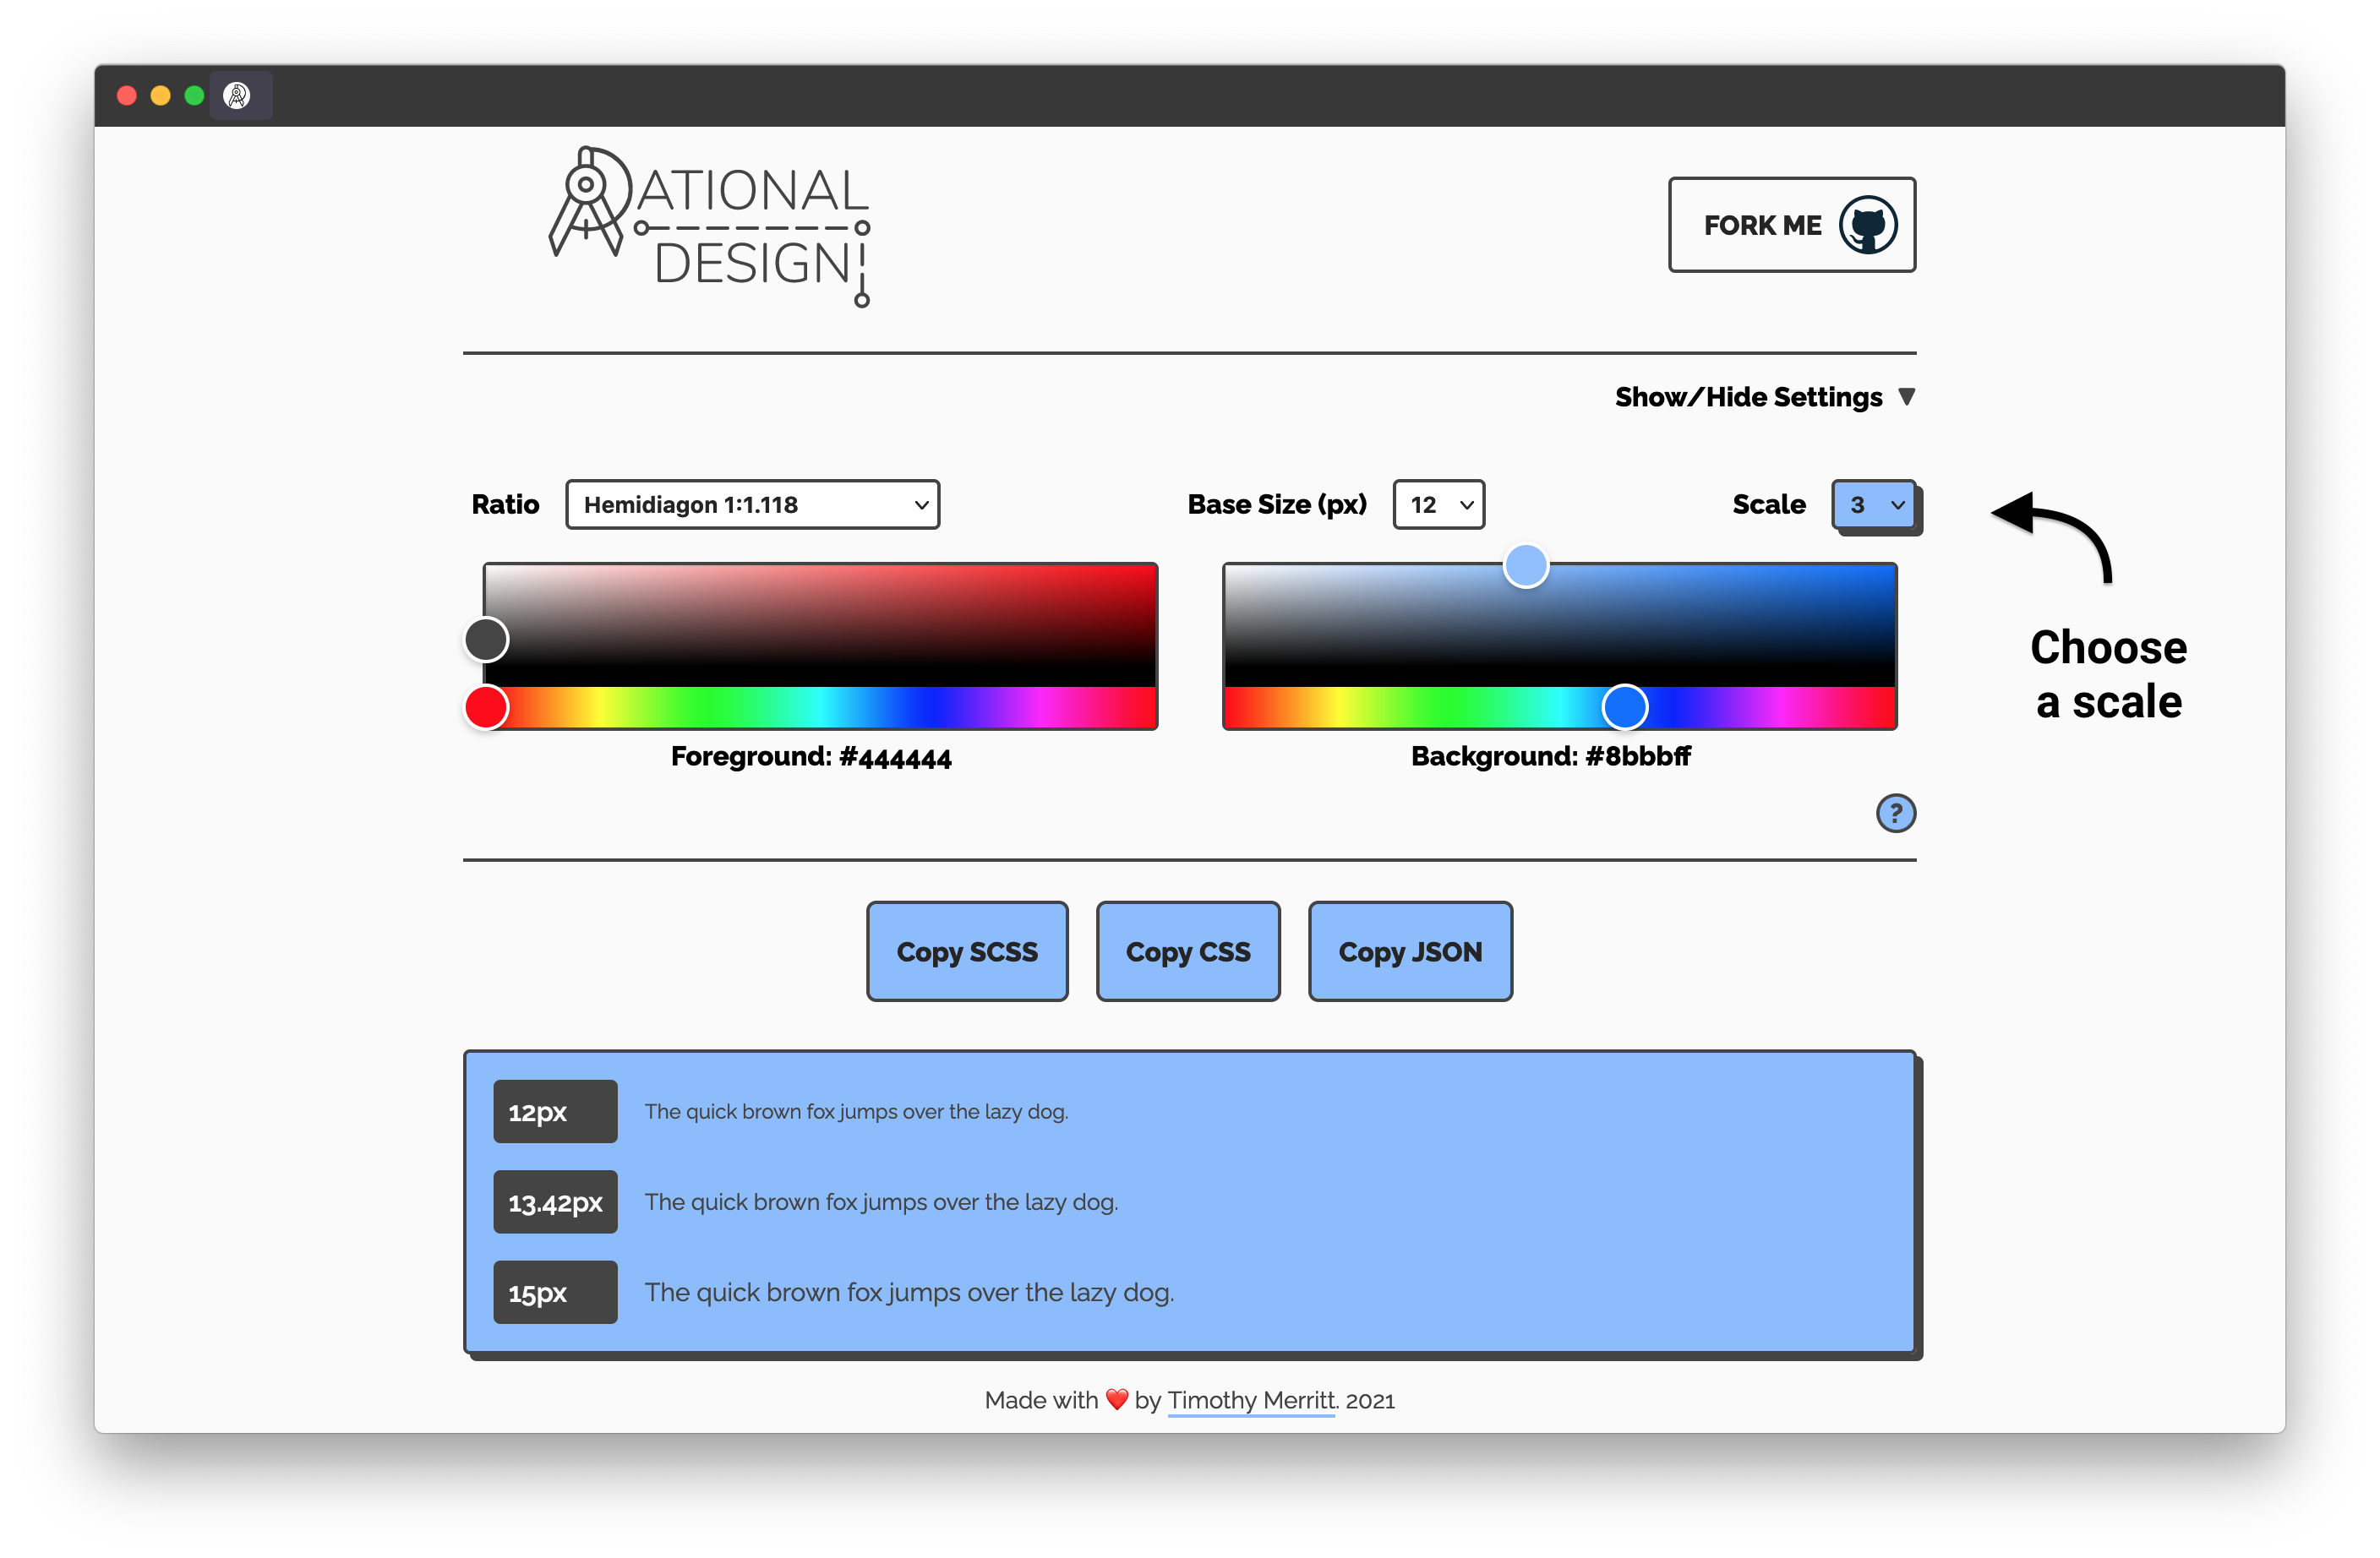 RATIONAL
DESIGN
FORK ME
Show/Hide Settings ▼
Ratio Hemidiagon 1:1.118 Base Size (px) 12 Scale 3
Choose
a scale
Foreground: #444444 Background: #8bbbff
?
Copy SCSS Copy CSS Copy JSON
12px The quick brown fox jumps over the lazy dog.
13.42px The quick brown fox jumps over the lazy dog.
15px The quick brown fox jumps over the lazy dog.
Made with ❤️ by Timothy Merritt. 2021